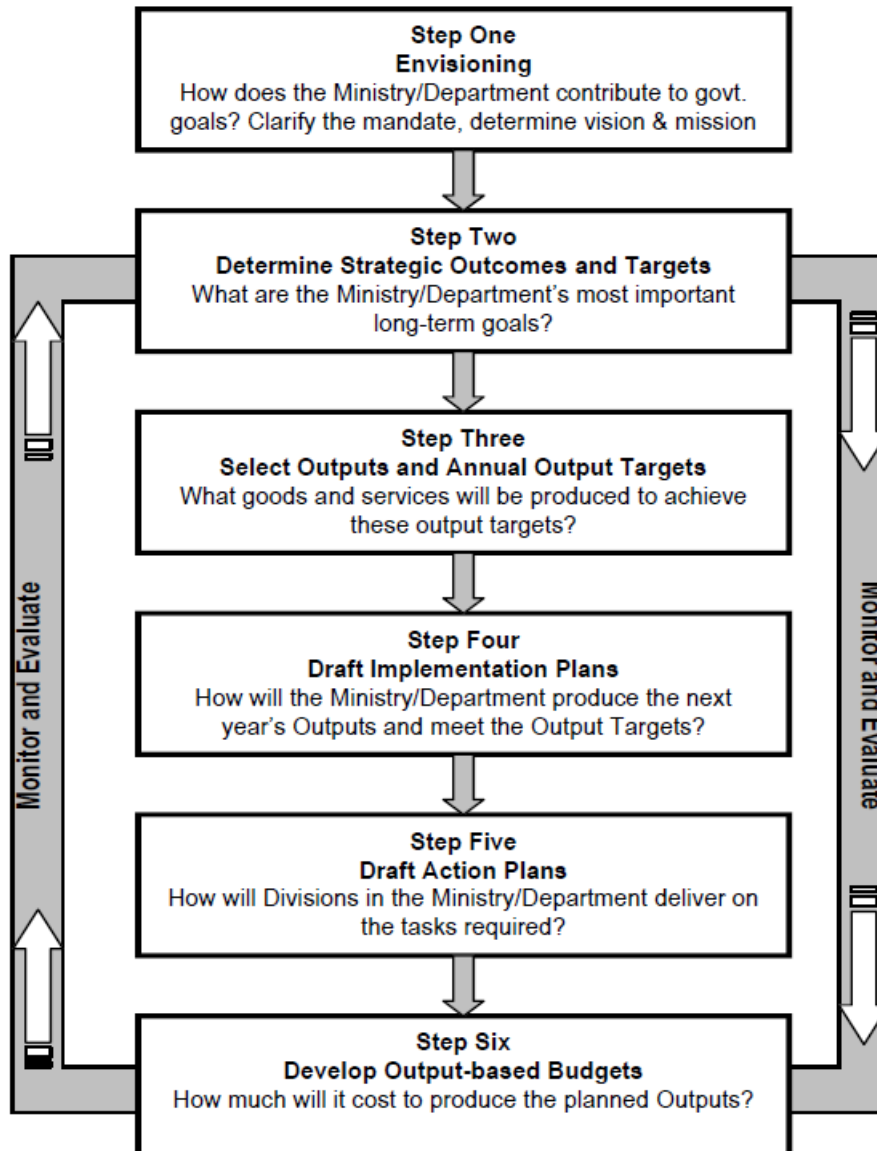 Step One
Envisioning
How does the Ministry/Department contribute to govt.
goals? Clarify the mandate, determine vision & mission
Step Two
Determine Strategic Outcomes and Targets
What are the Ministry/Department's most important
long-term goals?
Step Three
Select Outputs and Annual Output Targets
What goods and services will be produced to achieve
these output targets?
Step Four
Draft Implementation Plans
How will the Ministry/Department produce the next
year's Outputs and meet the Output Targets?
Step Five
Draft Action Plans
How will Divisions in the Ministry/Department deliver on
the tasks required?
Step Six
Develop Output-based Budgets
How much will it cost to produce the planned Outputs?
Monitor and Evaluate
Monitor and Evaluate